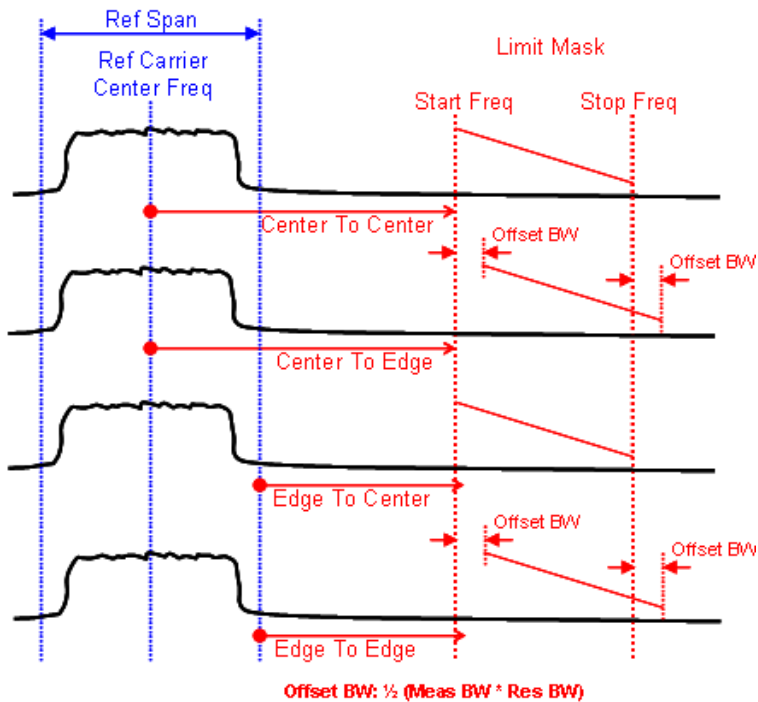 Ref Span
Ref Carrier
Center Freq
Limit Mask
Start Freq
Stop Freq
Center To Center
Offset BW
Offset BW
Center To Edge
Edge To Center
Offset BW
Offset BW
Edge To Edge
Offset BW: ½ (Meas BW * Res BW)